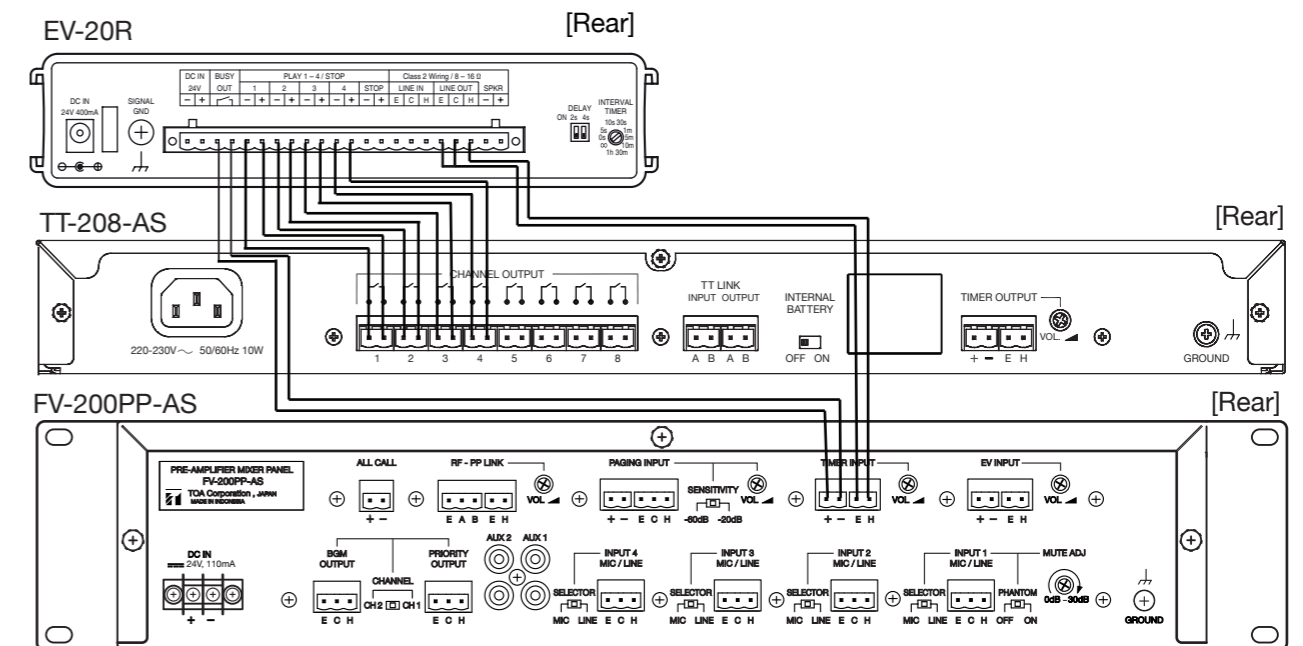 EV-20R [Rear]
DC IN BUSY PLAY 1 – 4 / STOP Class 2 Wiring / 8 – 16 Ω
24V OUT 1 2 3 4 STOP LINE IN LINE OUT SPKR
– + – + – + – + – + – + E C H E C H – +
DC IN
24V 400mA
SIGNAL
GND
DELAY
ON 2s 4s
INTERVAL
TIMER
10s 30s
5s 1m
0s 5m
∞ 10m
1h 30m
TT-208-AS [Rear]
220-230V～ 50/60Hz 10W
CHANNEL OUTPUT
1 2 3 4 5 6 7 8
TT LINK
INPUT OUTPUT
A B A B
INTERNAL
BATTERY
OFF ON
TIMER OUTPUT
VOL.
+ – E H
GROUND
FV-200PP-AS [Rear]
PRE-AMPLIFIER MIXER PANEL
FV-200PP-AS
TOA Corporation , JAPAN
MADE IN INDONESIA
ALL CALL
+ –
RF - PP LINK
VOL
E A B E H
PAGING INPUT
SENSITIVITY
VOL
+ – E C H -60dB -20dB
TIMER INPUT
VOL
+ – E H
EV INPUT
VOL
+ – E H
DC IN
24V, 110mA
+ –
BGM
OUTPUT
CHANNEL
CH 2 CH 1
PRIORITY
OUTPUT
E C H E C H
AUX 2 AUX 1
INPUT 4
MIC / LINE
SELECTOR
MIC LINE E C H
INPUT 3
MIC / LINE
SELECTOR
MIC LINE E C H
INPUT 2
MIC / LINE
SELECTOR
MIC LINE E C H
INPUT 1
MIC / LINE
SELECTOR PHANTOM
MIC LINE E C H OFF ON
MUTE ADJ
0dB -30dB
GROUND